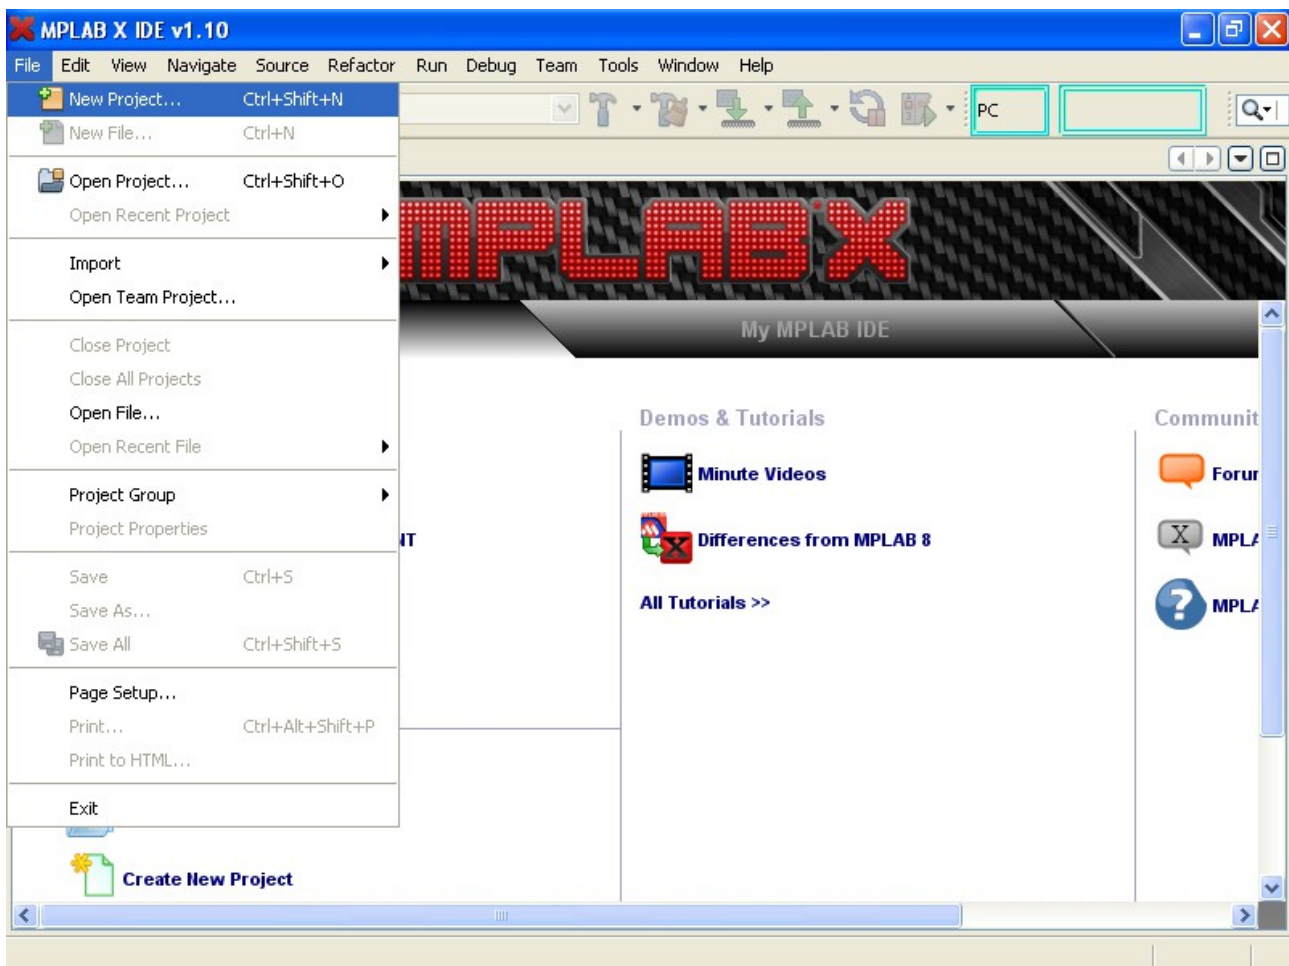 MPLAB X IDE v1.10
File Edit View Navigate Source Refactor Run Debug Team Tools Window Help
New Project... Ctrl+Shift+N
New File... Ctrl+N
PC
Open Project... Ctrl+Shift+O
Open Recent Project
MPLAB X
Import
Open Team Project...
My MPLAB IDE
Close Project
Close All Projects
Open File...
Open Recent File
Project Group
Project Properties
NT
Save Ctrl+S
Save As...
Save All Ctrl+Shift+S
Page Setup...
Print... Ctrl+Alt+Shift+P
Print to HTML...
Exit
Create New Project
Demos & Tutorials
Minute Videos
Differences from MPLAB 8
All Tutorials >>
Communit
Forum
MPLA
MPLA